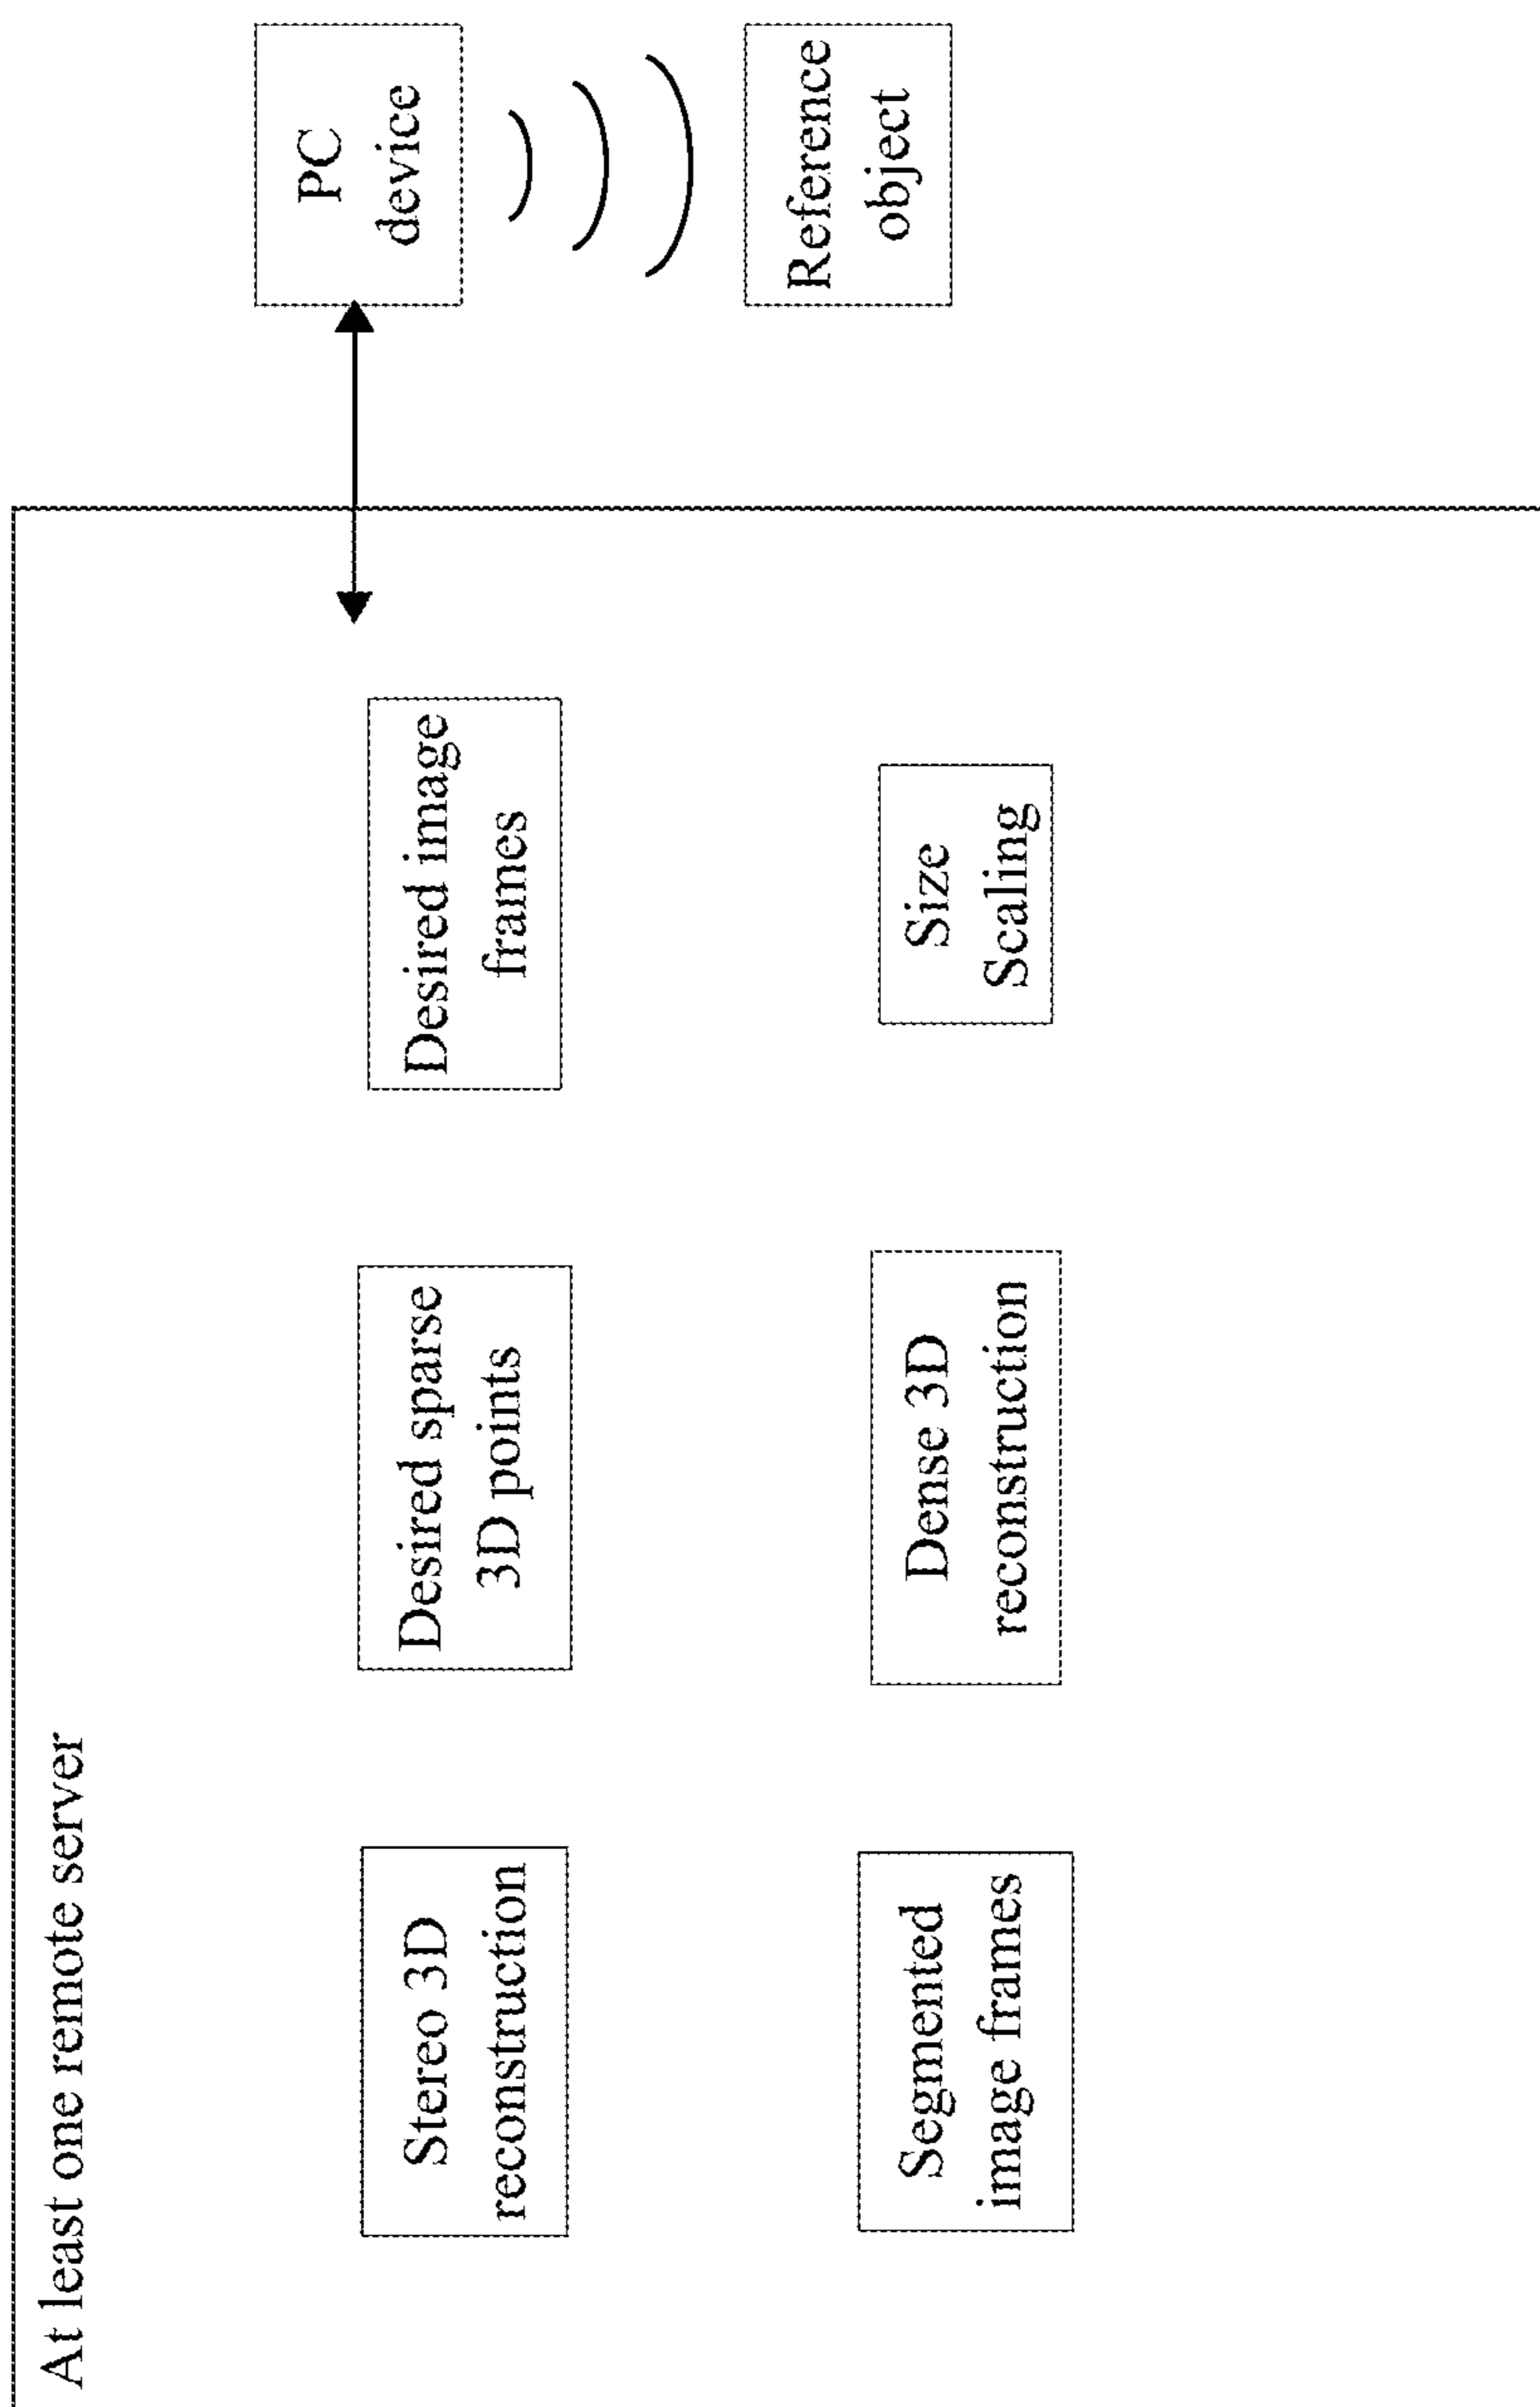 At least one remote server
Stereo 3D
reconstruction
Desired sparse
3D points
Desired image
frames
PC
device
Segmented
image frames
Dense 3D
reconstruction
Size
Scaling
Reference
object